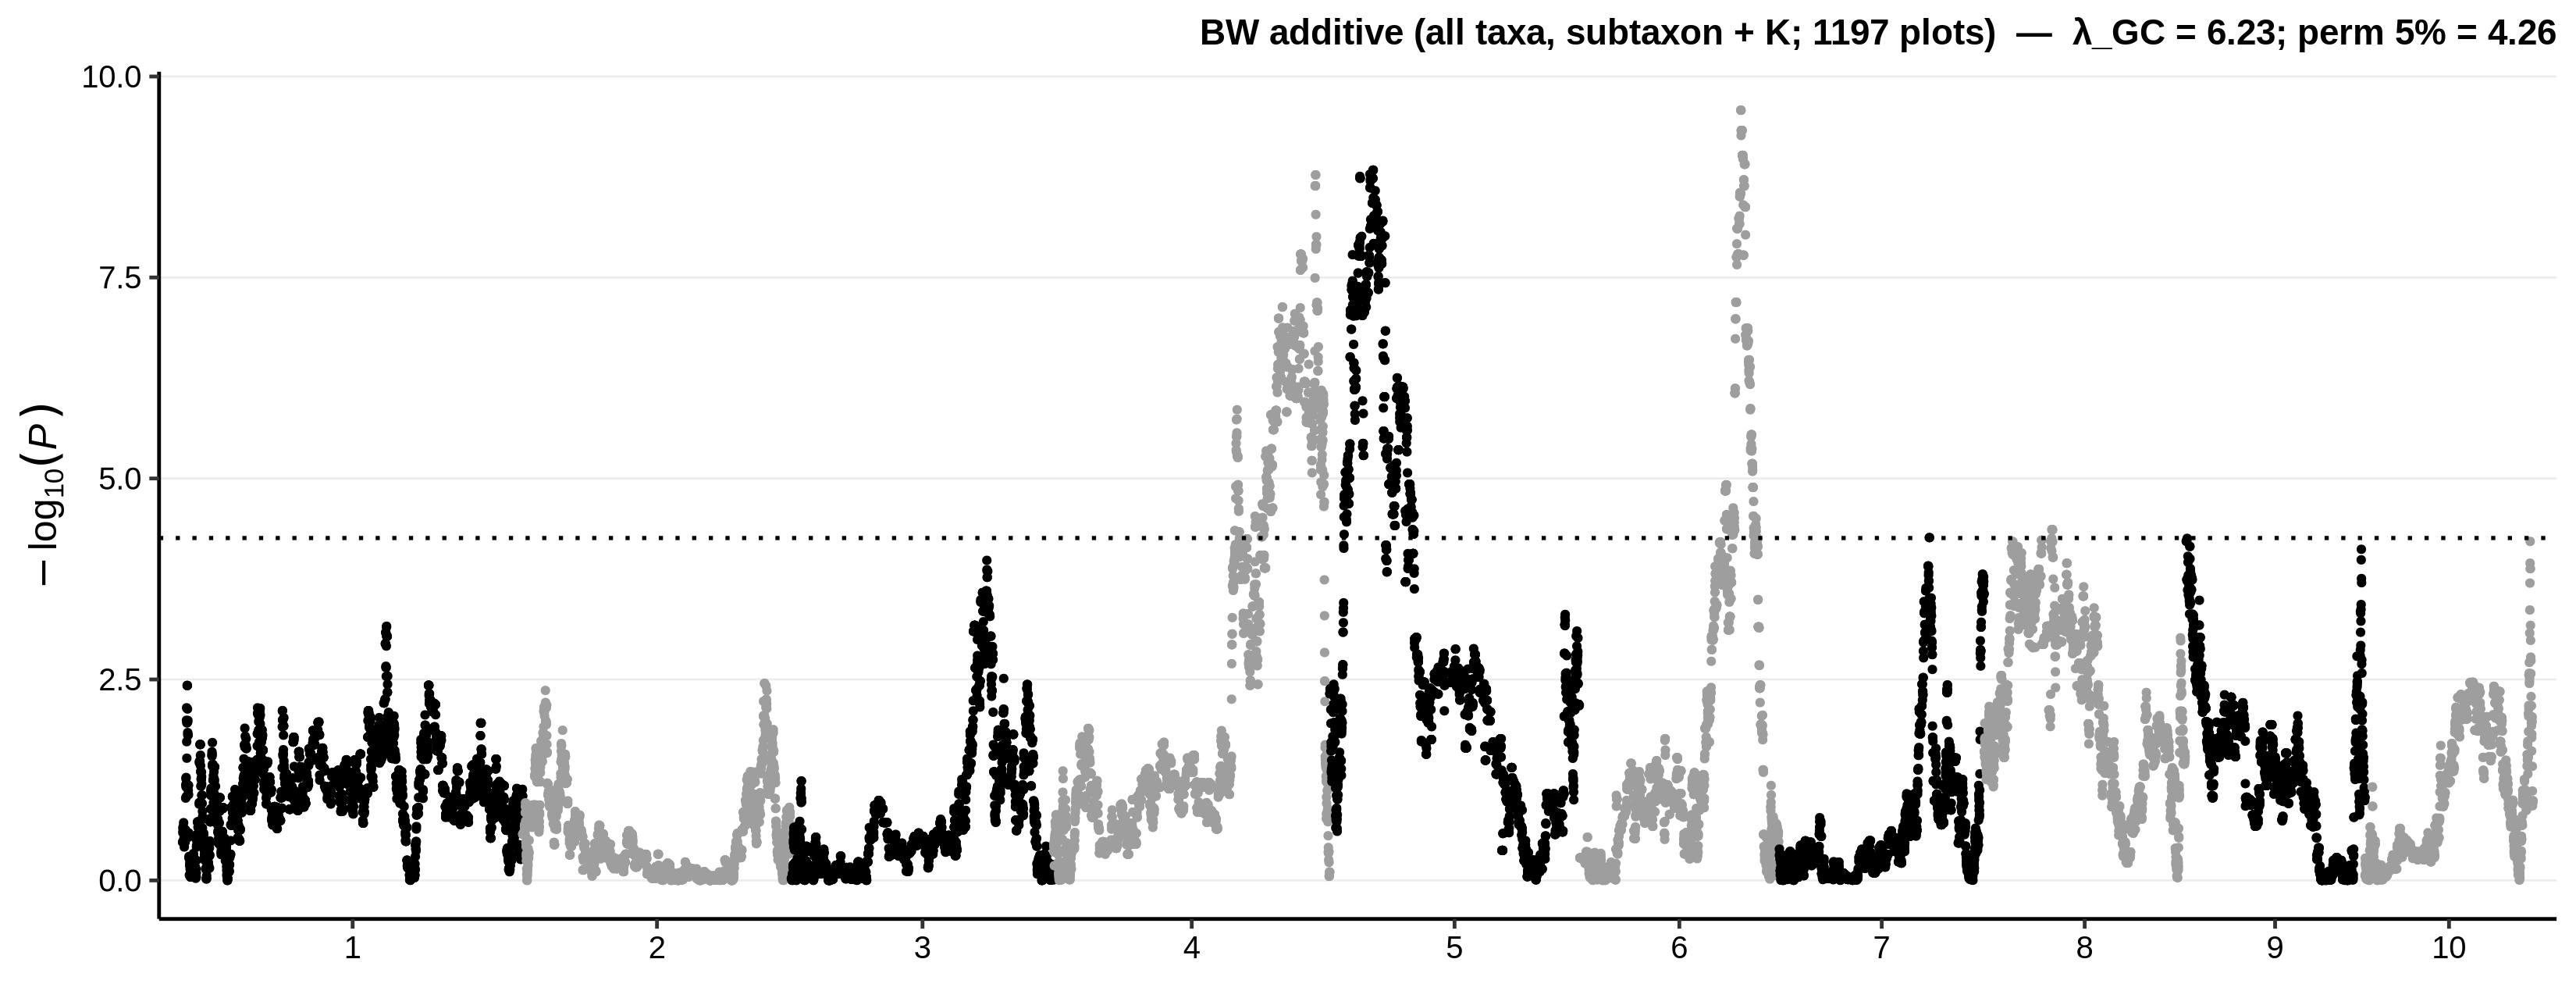 BW additive (all taxa, subtaxon + K; 1197 plots) — λ_GC = 6.23; perm 5% = 4.26
− log10(P)
10.0
7.5
5.0
2.5
0.0
1 2 3 4 5 6 7 8 9 10